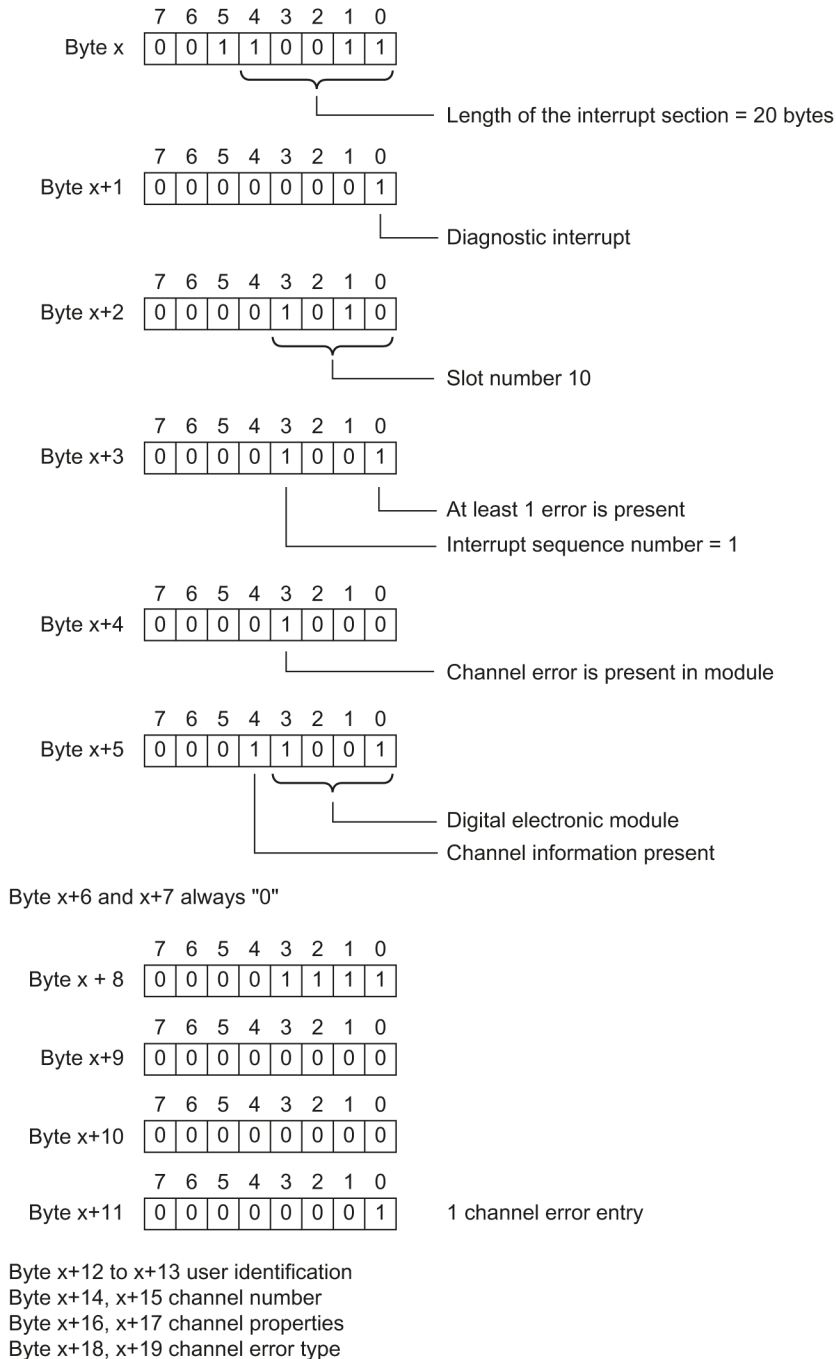 7 6 5 4 3 2 1 0
Byte x 0 0 1 1 0 0 1 1
Length of the interrupt section = 20 bytes
7 6 5 4 3 2 1 0
Byte x+1 0 0 0 0 0 0 0 1
Diagnostic interrupt
7 6 5 4 3 2 1 0
Byte x+2 0 0 0 0 1 0 1 0
Slot number 10
7 6 5 4 3 2 1 0
Byte x+3 0 0 0 0 1 0 0 1
At least 1 error is present
Interrupt sequence number = 1
7 6 5 4 3 2 1 0
Byte x+4 0 0 0 0 1 0 0 0
Channel error is present in module
7 6 5 4 3 2 1 0
Byte x+5 0 0 0 1 1 0 0 1
Digital electronic module
Channel information present
Byte x+6 and x+7 always "0"
7 6 5 4 3 2 1 0
Byte x + 8 0 0 0 0 1 1 1 1
7 6 5 4 3 2 1 0
Byte x+9 0 0 0 0 0 0 0 0
7 6 5 4 3 2 1 0
Byte x+10 0 0 0 0 0 0 0 0
7 6 5 4 3 2 1 0
Byte x+11 0 0 0 0 0 0 0 1 1 channel error entry
Byte x+12 to x+13 user identification
Byte x+14, x+15 channel number
Byte x+16, x+17 channel properties
Byte x+18, x+19 channel error type